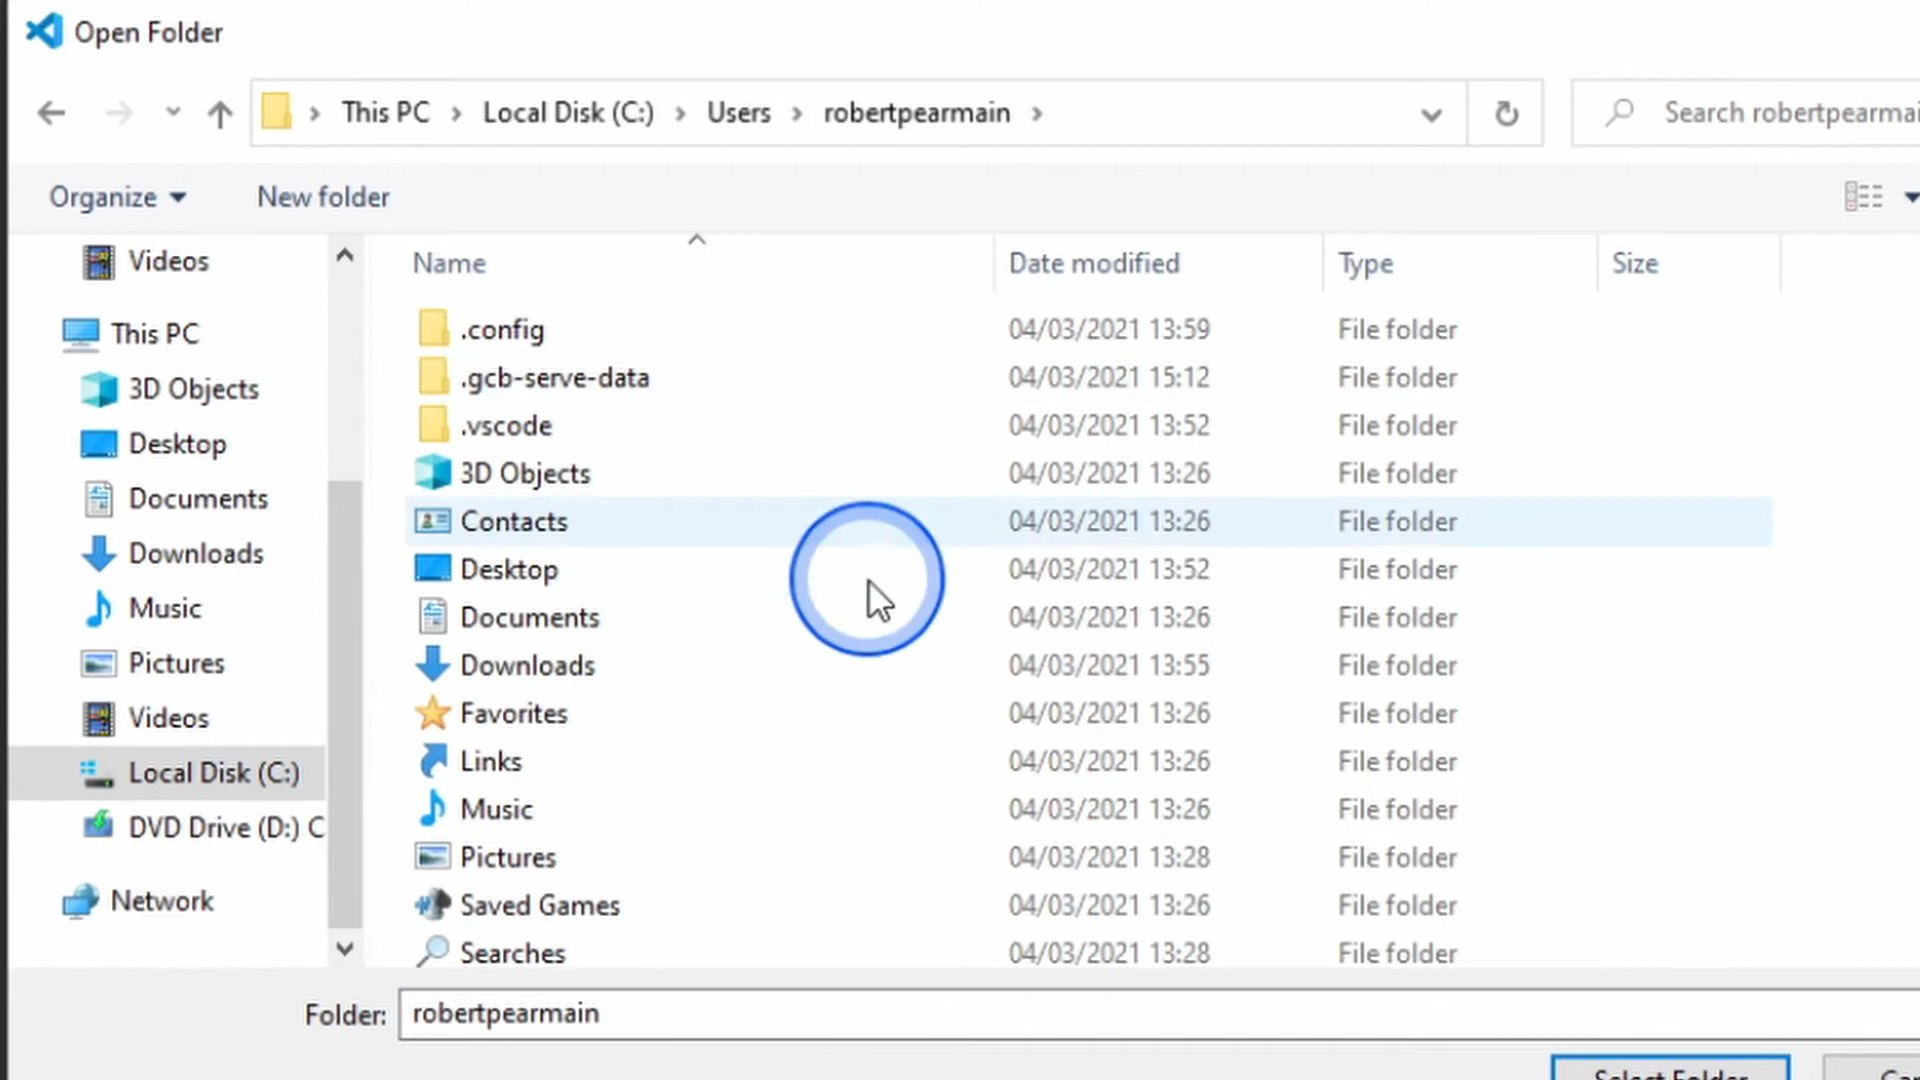 Open Folder
This PC Local Disk (C:) Users robertpearmain
Search robertpearmai
Organize New folder
Name Date modified Type Size
Videos
This PC
3D Objects
Desktop
Documents
Downloads
Music
Pictures
Videos
Local Disk (C:)
DVD Drive (D:) C
Network
.config 04/03/2021 13:59 File folder
.gcb-serve-data 04/03/2021 15:12 File folder
.vscode 04/03/2021 13:52 File folder
3D Objects 04/03/2021 13:26 File folder
Contacts 04/03/2021 13:26 File folder
Desktop 04/03/2021 13:52 File folder
Documents 04/03/2021 13:26 File folder
Downloads 04/03/2021 13:55 File folder
Favorites 04/03/2021 13:26 File folder
Links 04/03/2021 13:26 File folder
Music 04/03/2021 13:26 File folder
Pictures 04/03/2021 13:28 File folder
Saved Games 04/03/2021 13:26 File folder
Searches 04/03/2021 13:28 File folder
Folder: robertpearmain
Select Folder